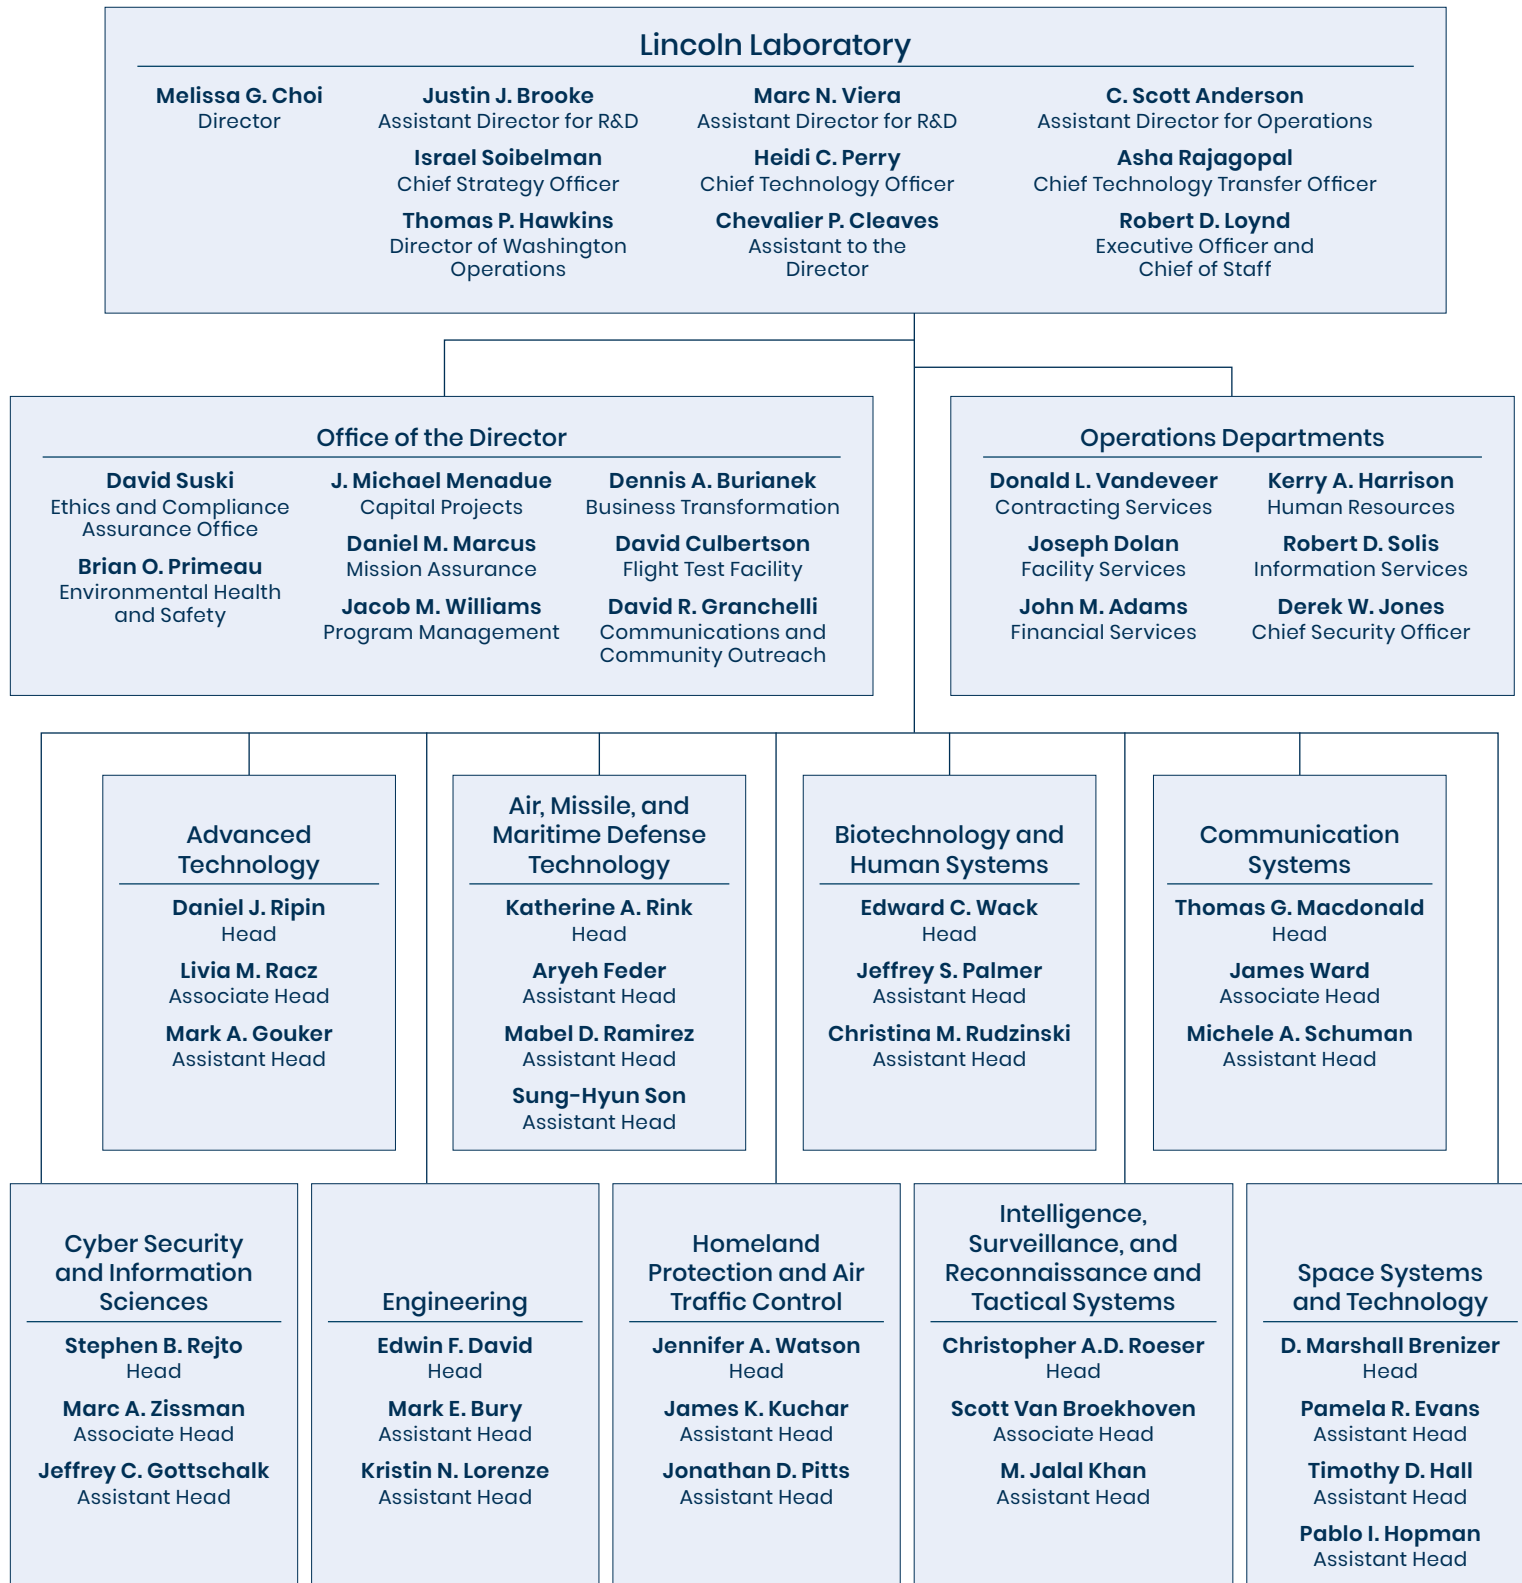 Lincoln Laboratory
Melissa G. Choi
Director
Justin J. Brooke
Assistant Director for R&D
Israel Soibelman
Chief Strategy Officer
Thomas P. Hawkins
Director of Washington
Operations
Marc N. Viera
Assistant Director for R&D
Heidi C. Perry
Chief Technology Officer
Chevalier P. Cleaves
Assistant to the
Director
C. Scott Anderson
Assistant Director for Operations
Asha Rajagopal
Chief Technology Transfer Officer
Robert D. Loynd
Executive Officer and
Chief of Staff
Office of the Director
David Suski
Ethics and Compliance
Assurance Office
Brian O. Primeau
Environmental Health
and Safety
J. Michael Menadue
Capital Projects
Daniel M. Marcus
Mission Assurance
Jacob M. Williams
Program Management
Dennis A. Burianek
Business Transformation
David Culbertson
Flight Test Facility
David R. Granchelli
Communications and
Community Outreach
Operations Departments
Donald L. Vandeveer
Contracting Services
Joseph Dolan
Facility Services
John M. Adams
Financial Services
Kerry A. Harrison
Human Resources
Robert D. Solis
Information Services
Derek W. Jones
Chief Security Officer
Advanced
Technology
Daniel J. Ripin
Head
Livia M. Racz
Associate Head
Mark A. Gouker
Assistant Head
Air, Missile, and
Maritime Defense
Technology
Katherine A. Rink
Head
Aryeh Feder
Assistant Head
Mabel D. Ramirez
Assistant Head
Sung-Hyun Son
Assistant Head
Biotechnology and
Human Systems
Edward C. Wack
Head
Jeffrey S. Palmer
Assistant Head
Christina M. Rudzinski
Assistant Head
Communication
Systems
Thomas G. Macdonald
Head
James Ward
Associate Head
Michele A. Schuman
Assistant Head
Cyber Security
and Information
Sciences
Stephen B. Rejto
Head
Marc A. Zissman
Associate Head
Jeffrey C. Gottschalk
Assistant Head
Engineering
Edwin F. David
Head
Mark E. Bury
Assistant Head
Kristin N. Lorenze
Assistant Head
Homeland
Protection and Air
Traffic Control
Jennifer A. Watson
Head
James K. Kuchar
Assistant Head
Jonathan D. Pitts
Assistant Head
Intelligence,
Surveillance, and
Reconnaissance and
Tactical Systems
Christopher A.D. Roeser
Head
Scott Van Broekhoven
Associate Head
M. Jalal Khan
Assistant Head
Space Systems
and Technology
D. Marshall Brenizer
Head
Pamela R. Evans
Assistant Head
Timothy D. Hall
Assistant Head
Pablo I. Hopman
Assistant Head